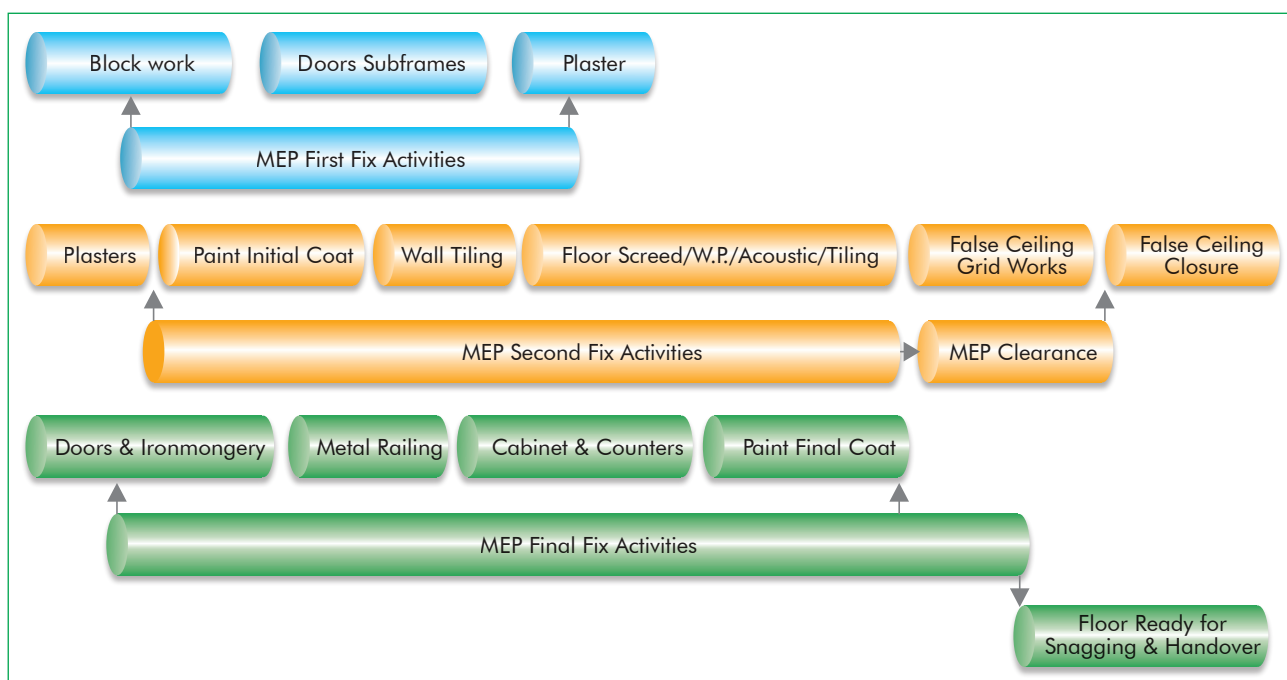 Block work
Doors Subframes
Plaster
MEP First Fix Activities
Plasters
Paint Initial Coat
Wall Tiling
Floor Screed/W.P./Acoustic/Tiling
False Ceiling
Grid Works
False Ceiling
Closure
MEP Second Fix Activities
MEP Clearance
Doors & Ironmongery
Metal Railing
Cabinet & Counters
Paint Final Coat
MEP Final Fix Activities
Floor Ready for
Snagging & Handover